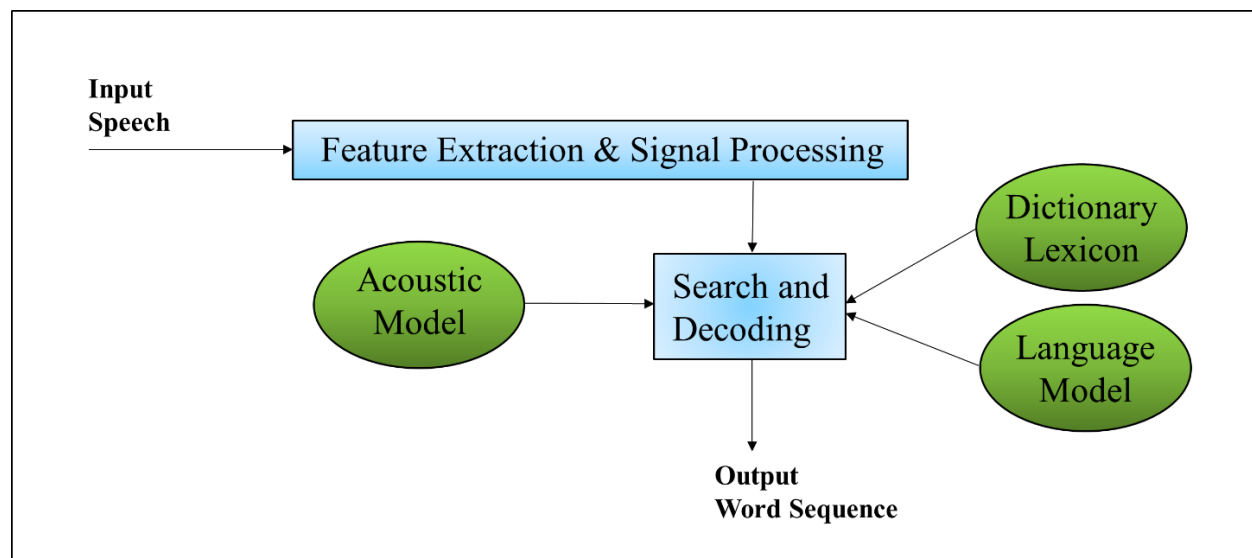 Input
Speech
Feature Extraction & Signal Processing
Dictionary
Lexicon
Acoustic
Model
Search and
Decoding
Language
Model
Output
Word Sequence